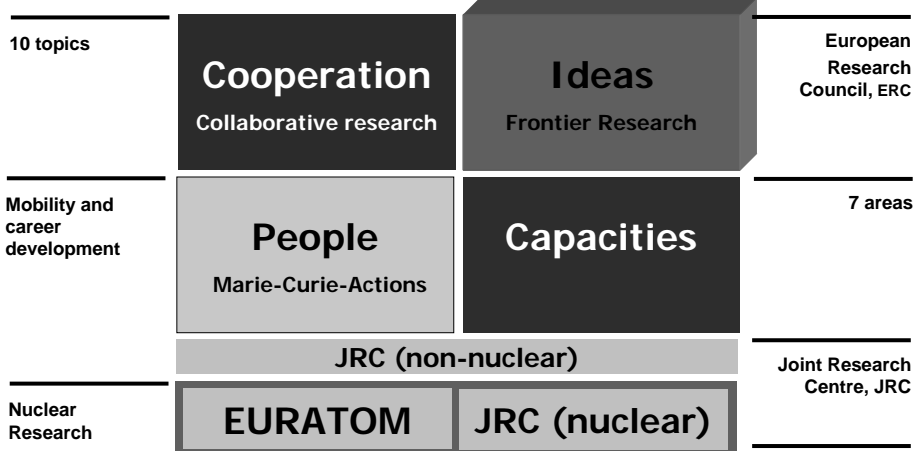 10 topics
Cooperation
Collaborative research
Ideas
Frontier Research
European
Research
Council, ERC
Mobility and
career
development
People
Marie-Curie-Actions
Capacities
7 areas
JRC (non-nuclear)
Joint Research
Centre, JRC
Nuclear
Research
EURATOM
JRC (nuclear)